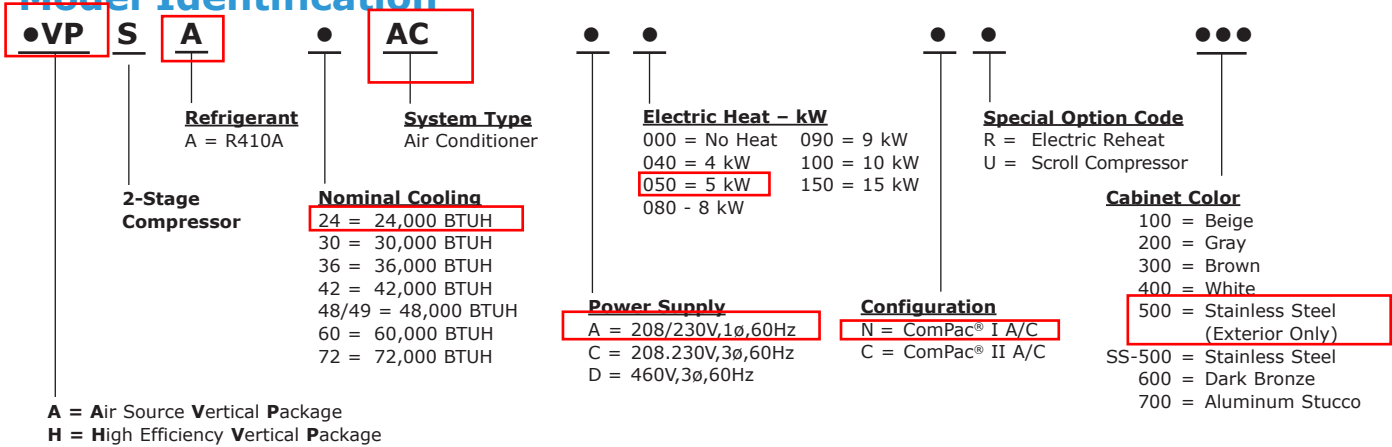 Model Identification
●VP S A ● AC ● ● ● ● ●●●
Refrigerant
A = R410A
System Type
Air Conditioner
Electric Heat – kW
000 = No Heat 090 = 9 kW
040 = 4 kW 100 = 10 kW
050 = 5 kW 150 = 15 kW
080 - 8 kW
Special Option Code
R = Electric Reheat
U = Scroll Compressor
2-Stage
Compressor
Nominal Cooling
24 = 24,000 BTUH
30 = 30,000 BTUH
36 = 36,000 BTUH
42 = 42,000 BTUH
48/49 = 48,000 BTUH
60 = 60,000 BTUH
72 = 72,000 BTUH
Power Supply
A = 208/230V,1ø,60Hz
C = 208.230V,3ø,60Hz
D = 460V,3ø,60Hz
Configuration
N = ComPac® I A/C
C = ComPac® II A/C
Cabinet Color
100 = Beige
200 = Gray
300 = Brown
400 = White
500 = Stainless Steel
(Exterior Only)
SS-500 = Stainless Steel
600 = Dark Bronze
700 = Aluminum Stucco
A = Air Source Vertical Package
H = High Efficiency Vertical Package